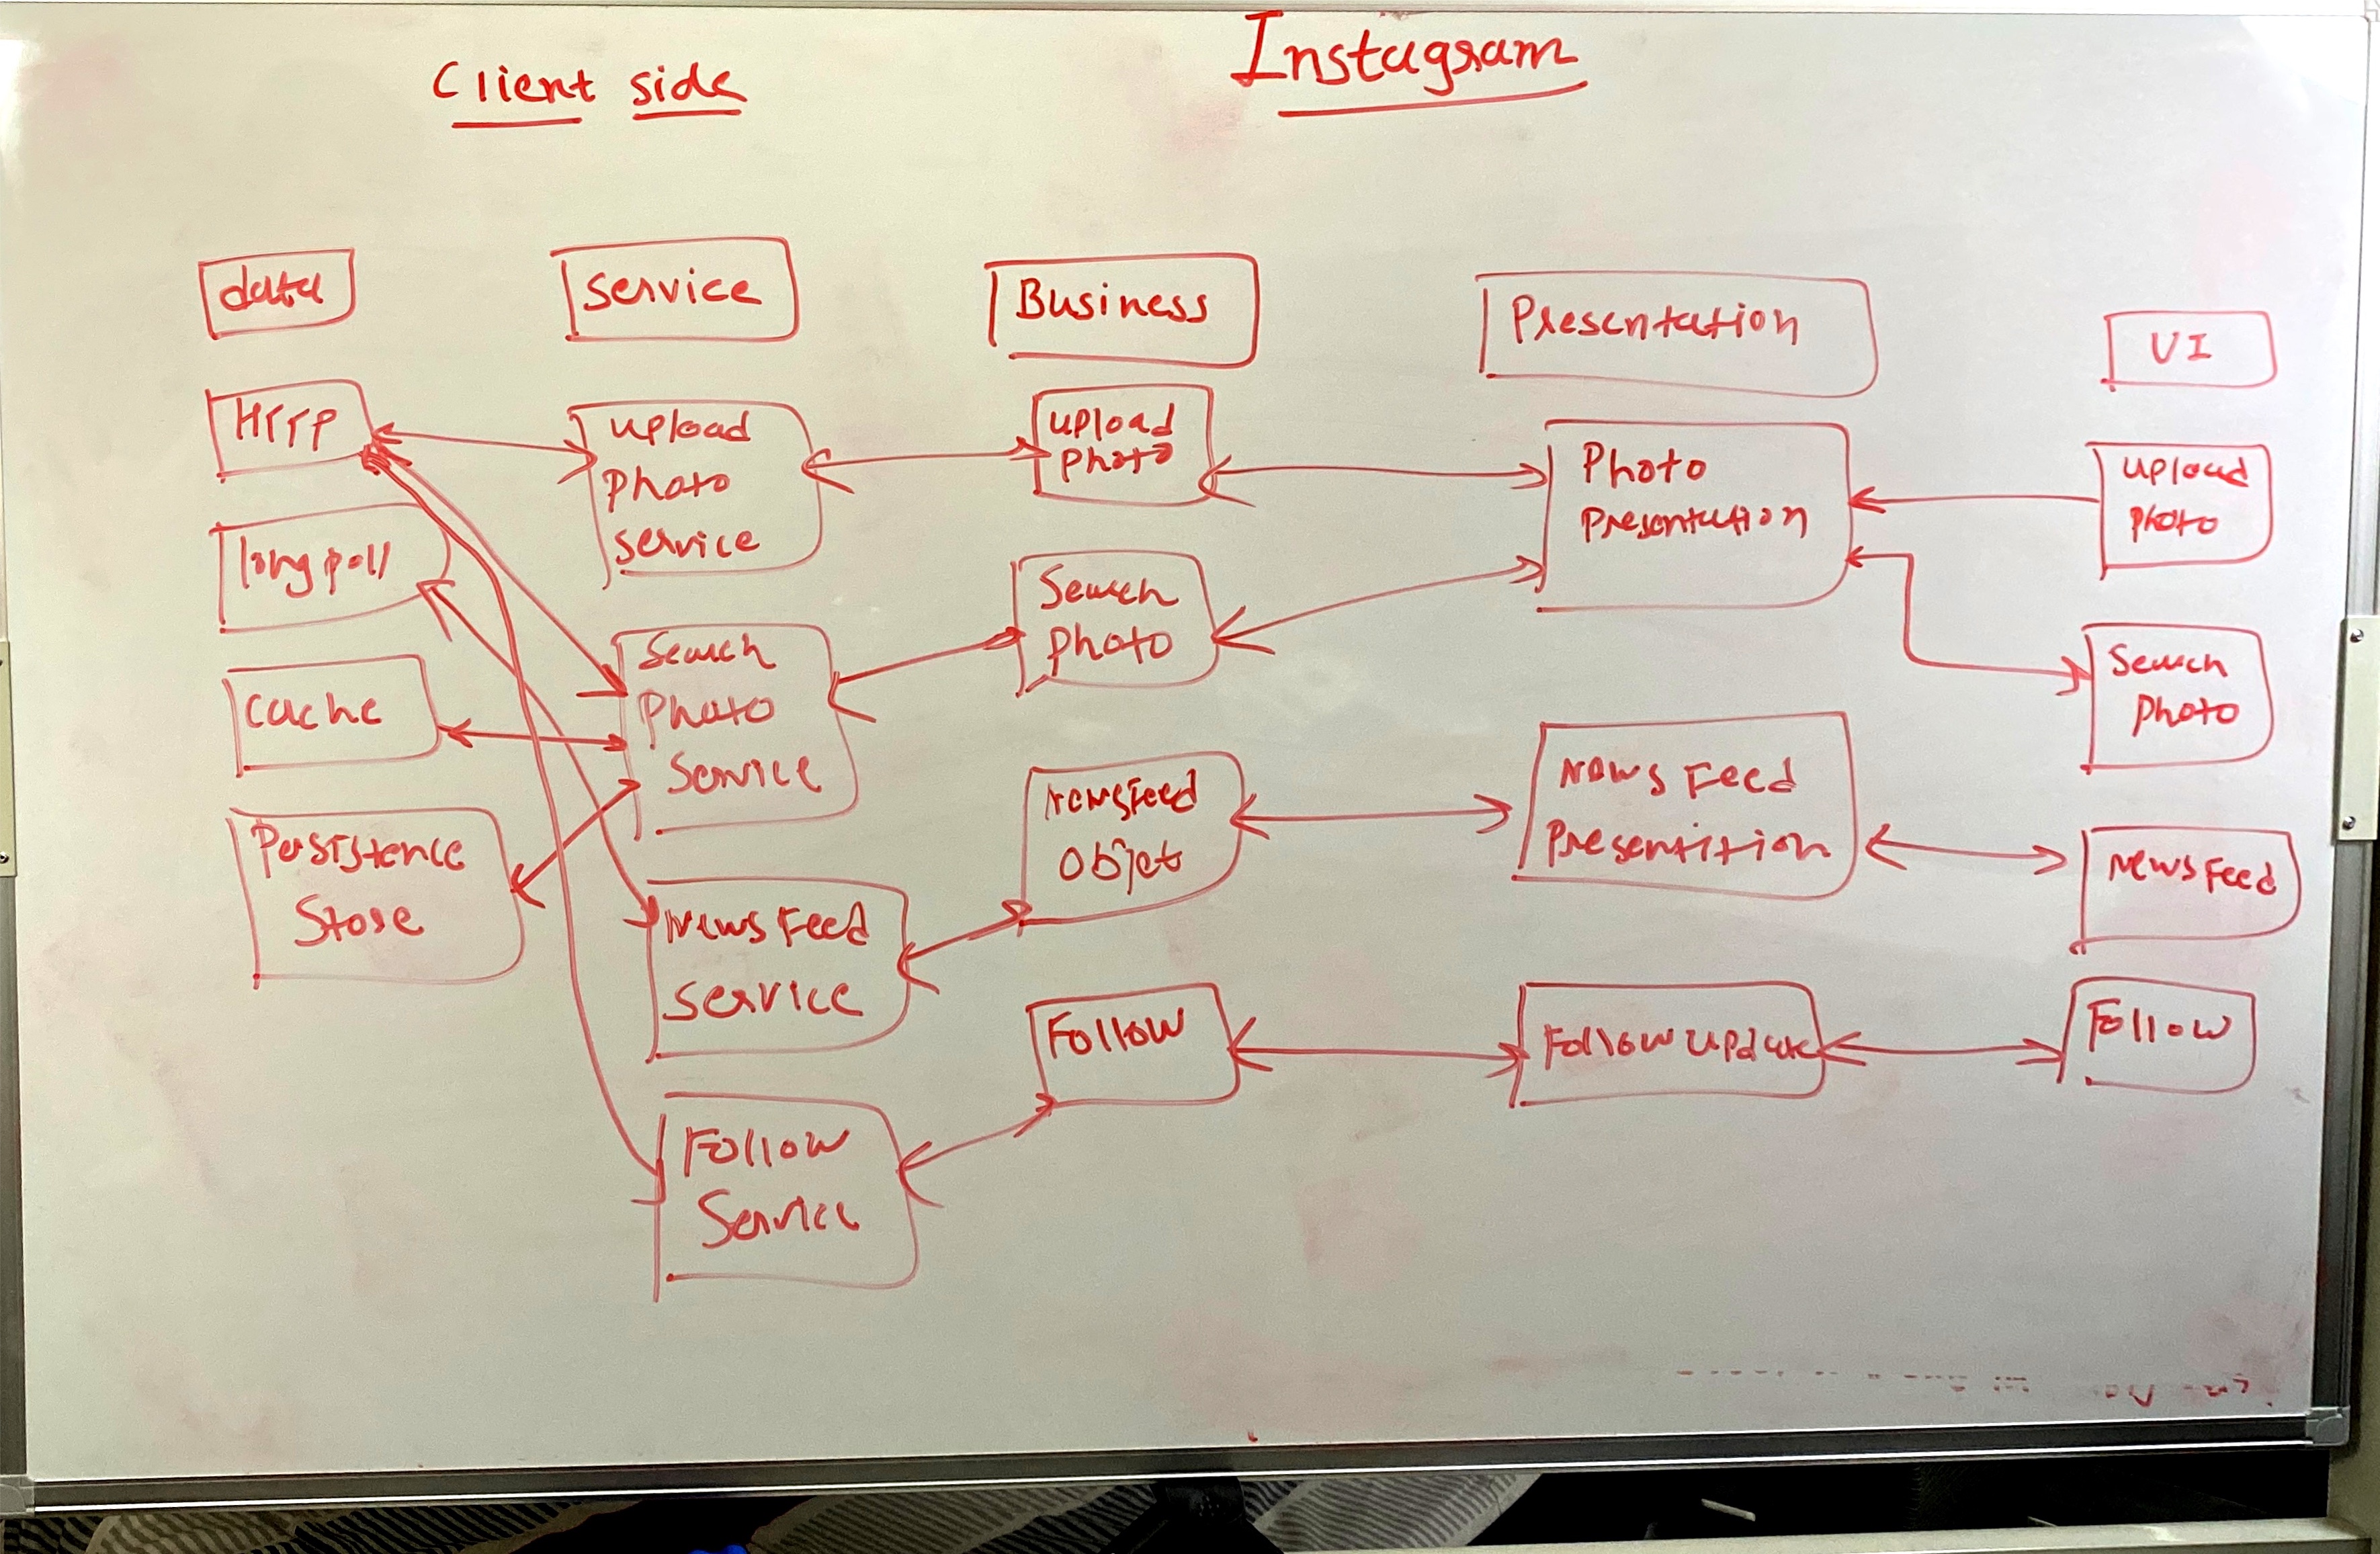 Client side
Instagram
data
service
Business
Presentation
UI
HTTP
long poll
cache
Persistence
Store
upload
photo
service
Search
Photo
Service
News Feed
Service
Follow
Service
upload
photo
Search
photo
NewsFeed
Objet
Follow
Photo
Presentation
News Feed
Presentition
Follow update
upload
photo
Search
photo
News Feed
Follow